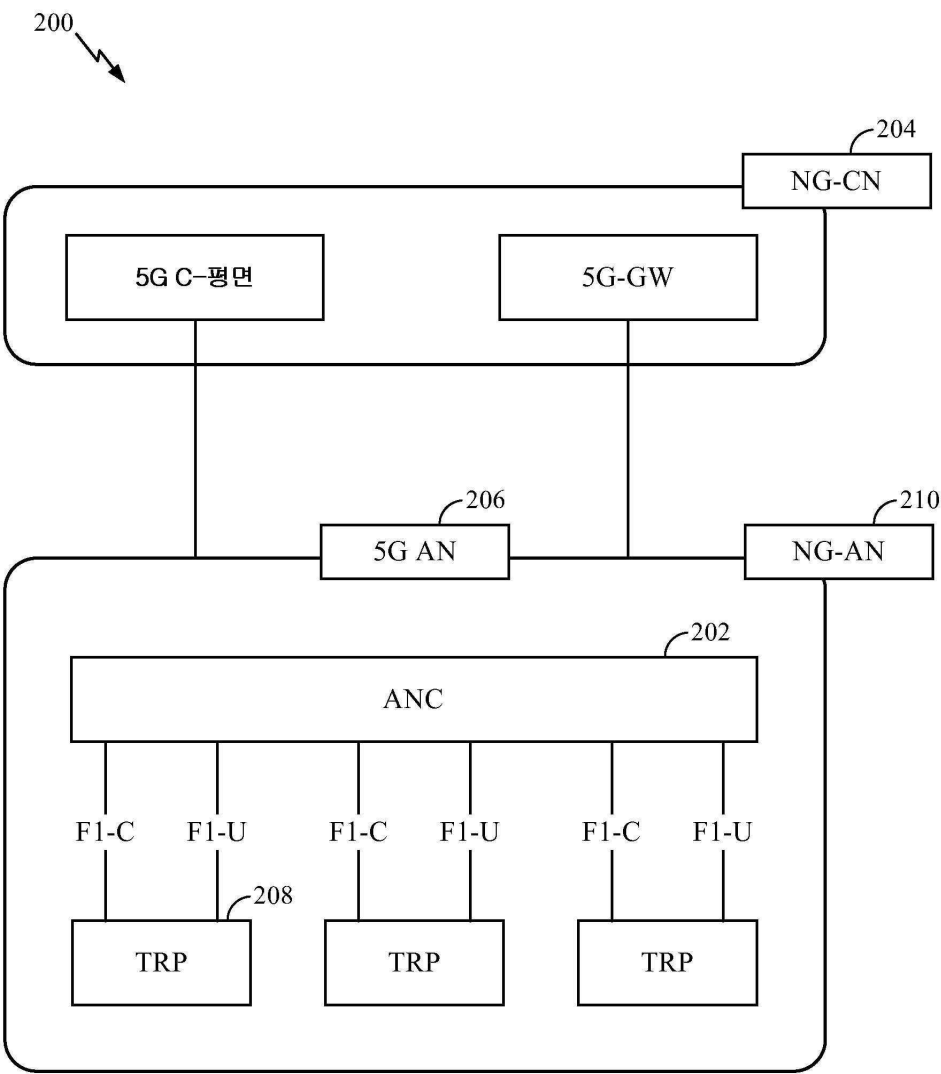 200
204
NG-CN
5G C-평면
5G-GW
206
210
5G AN
NG-AN
202
ANC
F1-C F1-U F1-C F1-U F1-C F1-U
208
TRP TRP TRP